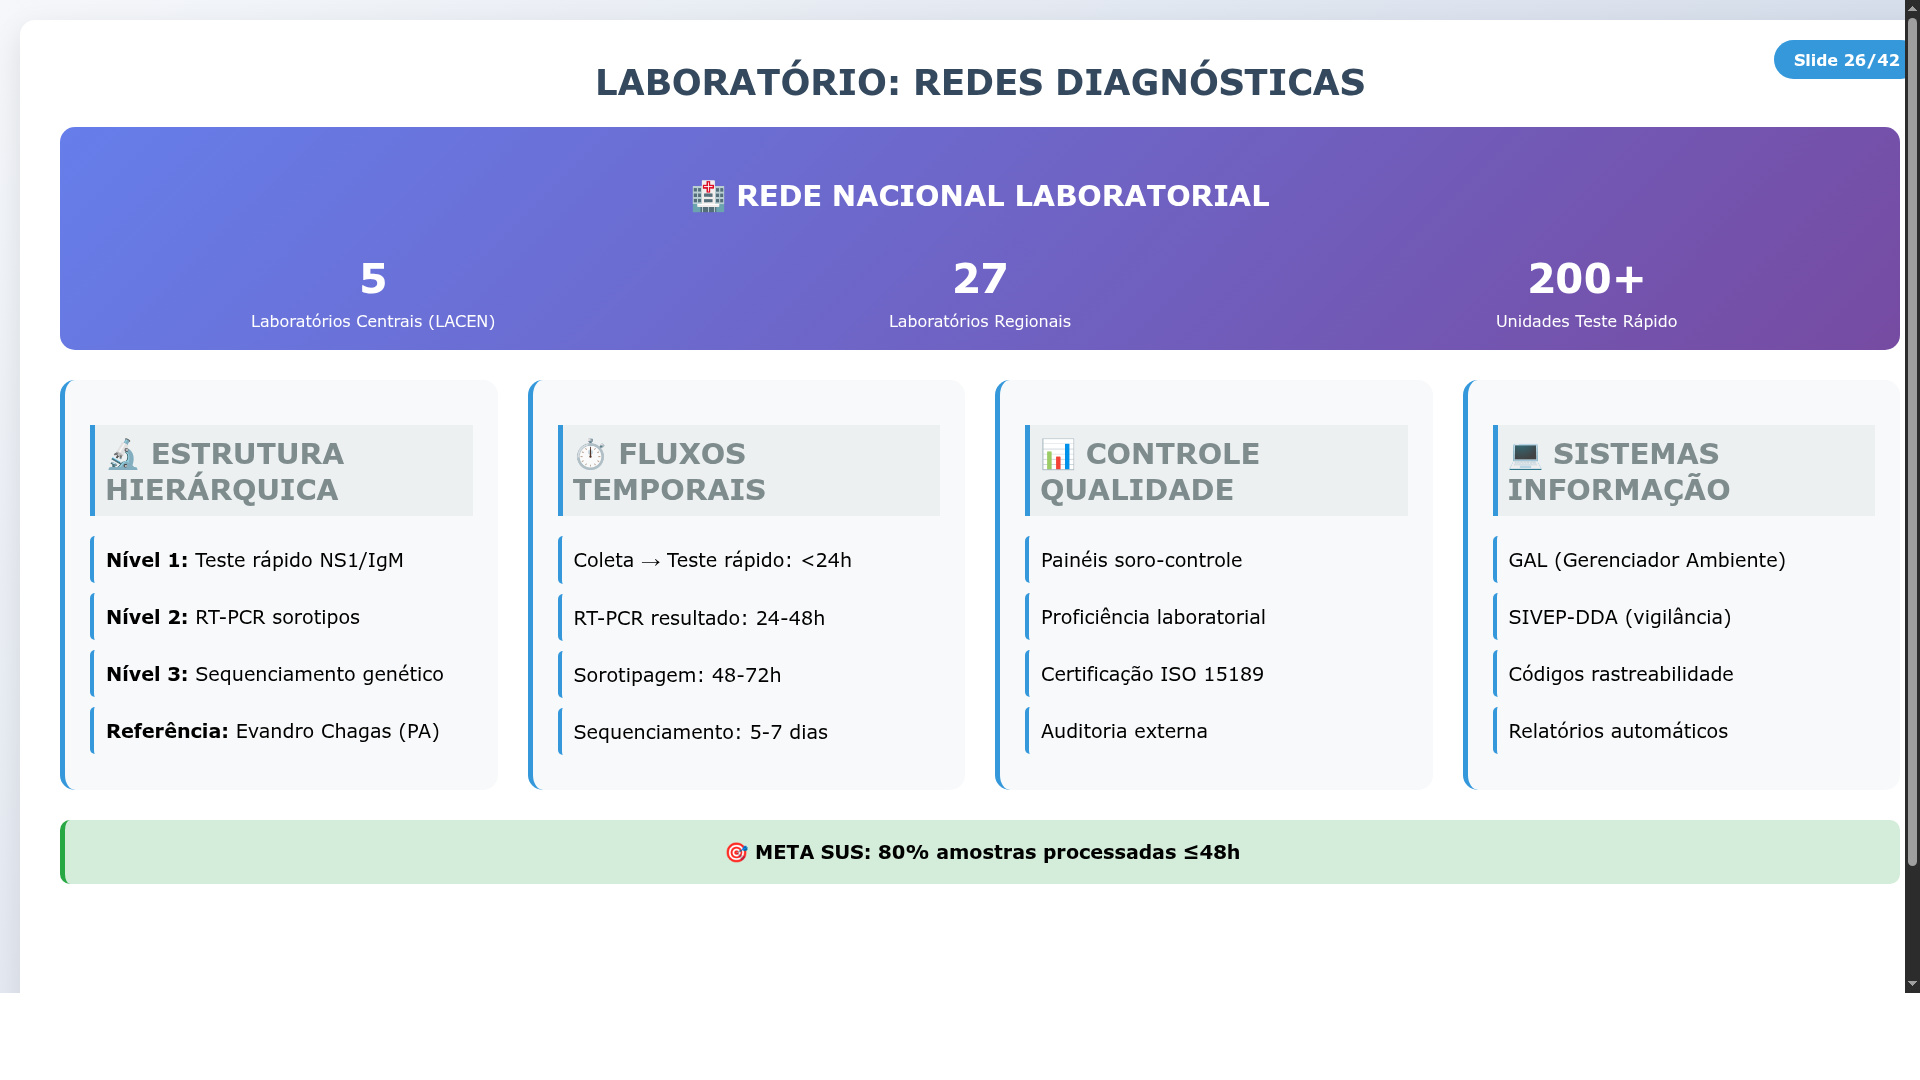 Slide 26/42
LABORATÓRIO: REDES DIAGNÓSTICAS
🏥 REDE NACIONAL LABORATORIAL
5
Laboratórios Centrais (LACEN)
27
Laboratórios Regionais
200+
Unidades Teste Rápido
🔬 ESTRUTURA
HIERÁRQUICA
Nível 1: Teste rápido NS1/IgM
Nível 2: RT-PCR sorotipos
Nível 3: Sequenciamento genético
Referência: Evandro Chagas (PA)
⏱️ FLUXOS
TEMPORAIS
Coleta → Teste rápido: <24h
RT-PCR resultado: 24-48h
Sorotipagem: 48-72h
Sequenciamento: 5-7 dias
📊 CONTROLE
QUALIDADE
Painéis soro-controle
Proficiência laboratorial
Certificação ISO 15189
Auditoria externa
💻 SISTEMAS
INFORMAÇÃO
GAL (Gerenciador Ambiente)
SIVEP-DDA (vigilância)
Códigos rastreabilidade
Relatórios automáticos
🎯 META SUS: 80% amostras processadas ≤48h